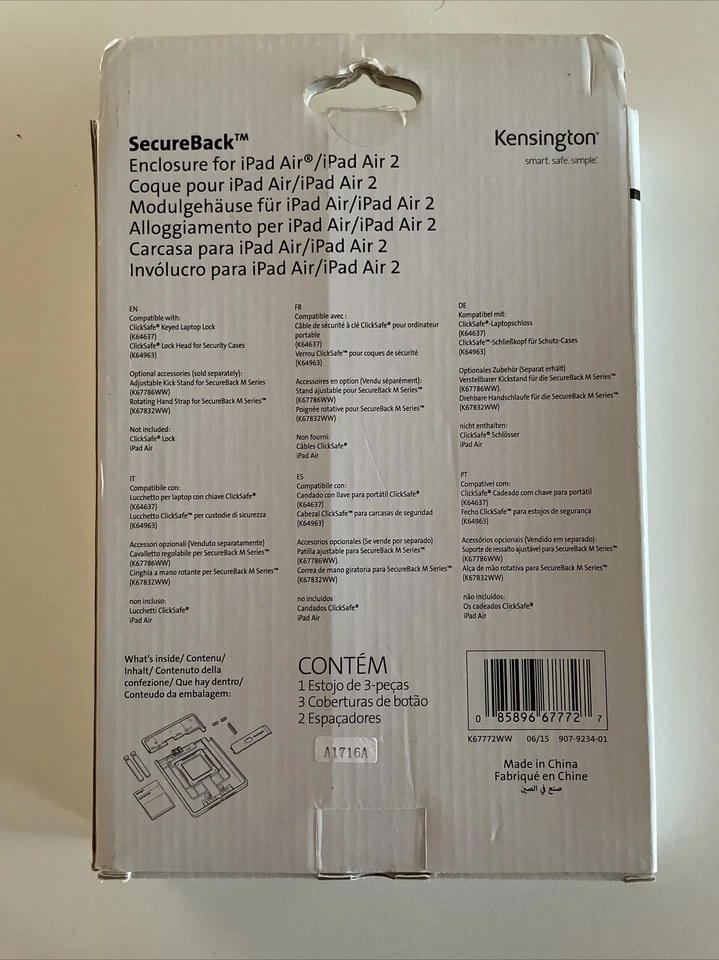 SecureBack™
Enclosure for iPad Air®/iPad Air 2
Coque pour iPad Air/iPad Air 2
Modulgehäuse für iPad Air/iPad Air 2
Alloggiamento per iPad Air/iPad Air 2
Carcasa para iPad Air/iPad Air 2
Invólucro para iPad Air/iPad Air 2
Kensington®
smart. safe. simple.
EN
Compatible with:
ClickSafe® Keyed Laptop Lock
(K64637)
ClickSafe® Lock Head for Security Cases
(K64963)
Optional accessories (sold separately):
Adjustable Kick Stand for SecureBack M Series
(K67786WW)
Rotating Hand Strap for SecureBack M Series™
(K67832WW)
Not included:
ClickSafe® Lock
iPad Air
FR
Compatible avec :
Câble de sécurité à clé ClickSafe® pour ordinateur
portable
(K64637)
Verrou ClickSafe™ pour coques de sécurité
(K64963)
Accessoires en option (Vendu séparément):
Stand ajustable pour SecureBack M Series™
(K67786WW)
Poignée rotative pour SecureBack M Series™
(K67832WW)
Non fourni:
Câbles ClickSafe®
iPad Air
DE
Kompatibel mit:
ClickSafe®-Laptopschloss
(K64637)
ClickSafe™-Schließkopf für Schutz-Cases
(K64963)
Optionales Zubehör (Separat erhält)
Verstellbarer Kickstand für die SecureBack M Series™
(K67786WW).
Drehbare Handschlaufe für die SecureBack M Series™
(K67832WW)
nicht enthalten:
ClickSafe® Schlösser
iPad Air
IT
Compatibile con:
Lucchetto per laptop con chiave ClickSafe®
(K64637)
Lucchetto ClickSafe™ per custodie di sicurezza
(K64963)
Accessori opzionali (Venduto separatamente)
Cavalletto regolabile per SecureBack M Series™
(K67786WW)
Cinghia a mano rotante per SecureBack M Series™
(K67832WW)
non incluso:
Lucchetti ClickSafe®
iPad Air
ES
Compatibile con:
Candado con llave para portátil ClickSafe®
(K64637)
Cabezal ClickSafe™ para carcasas de seguridad
(K64963)
Accesorios opcionales (Se vende por separado)
Patilla ajustable para SecureBack M Series™
(K67786WW).
Correa de mano giratoria para SecureBack M Series™
(K67832WW)
no incluidos
Candados ClickSafe®
iPad Air
PT
Compatível com:
ClickSafe® Cadeado com chave para portátil
(K64637)
Fecho ClickSafe™ para estojos de segurança
(K64963)
Acessórios opcionais (Vendido em separado):
Suporte de ressalto ajustável para SecureBack M Series™
(K67786WW)
Alça de mão rotativa para SecureBack M Series™
(K67832WW)
não incluídos:
Os cadeados ClickSafe®
iPad Air
What's inside/ Contenu/
Inhalt/ Contenuto della
confezione/ Que hay dentro/
Conteudo da embalagem:
CONTÉM
1 Estojo de 3-peças
3 Coberturas de botão
2 Espaçadores
A1716A
0 85896 67772 7
K67772WW 06/15 907-9234-01
Made in China
Fabriqué en Chine
صنع في الصين